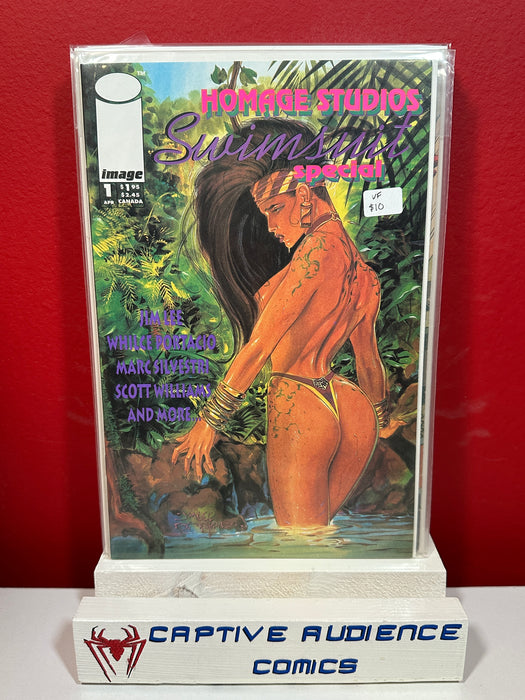 HOMAGE STUDIOS
Swimsuit
special
image
1 $1.95
$2.45
APR CANADA
VF
$10
JIM LEE
WHILCE PORTACIO
MARC SILVESTRI
SCOTT WILLIAMS
AND MORE
CAPTIVE AUDIENCE
COMICS